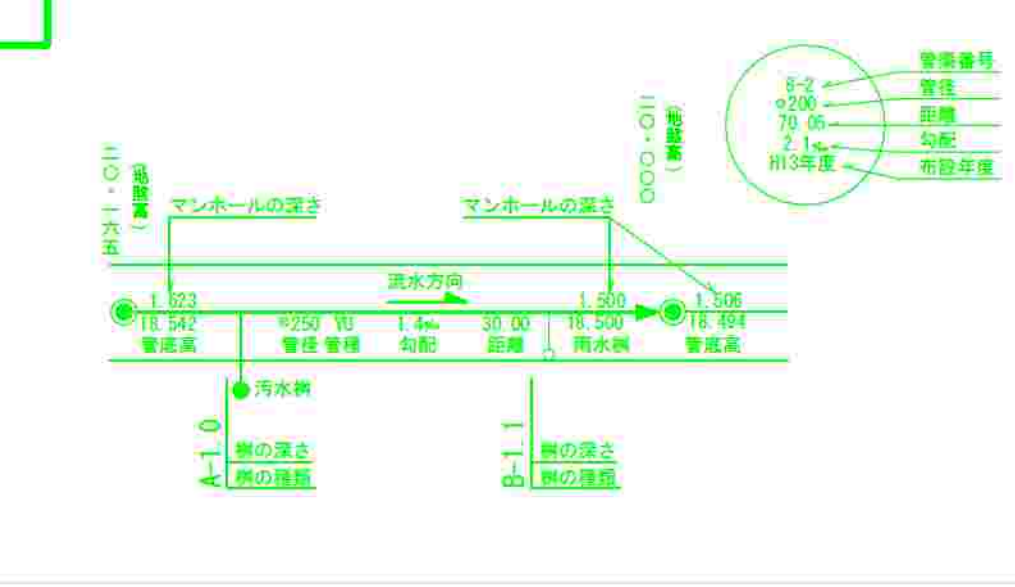 管渠番号
管径
⌀200
距離
70.05
勾配
2.1‰
布設年度
H13年度
二〇・〇〇〇
(地盤高)
二〇・一六五
(地盤高)
マンホールの深さ
マンホールの深さ
流水方向
1.623
1.500
1.506
18.542
⌀250 VU
1.4‰
30.00
18.500
18.494
管底高
管径 管種
勾配
距離
雨水桝
管底高
汚水桝
A-1.0
桝の深さ
桝の種類
B-1.1
桝の深さ
桝の種類